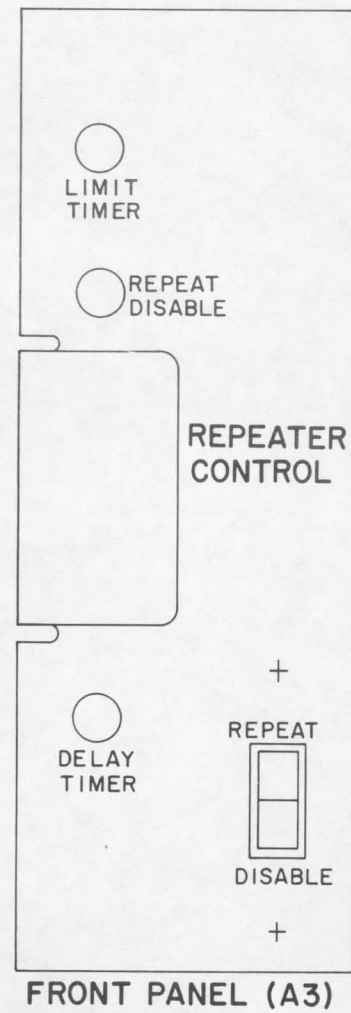 LIMIT
TIMER
REPEAT
DISABLE
REPEATER
CONTROL
DELAY
TIMER
REPEAT
DISABLE
FRONT PANEL (A3)